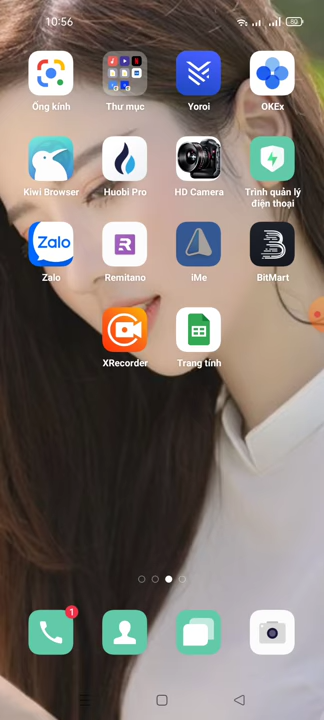 10:56
Ống kính
Thư mục
Yoroi
OKEx
Kiwi Browser
Huobi Pro
HD Camera
Trình quản lý
điện thoại
Zalo
Zalo
Remitano
iMe
BitMart
XRecorder
Trang tính
1